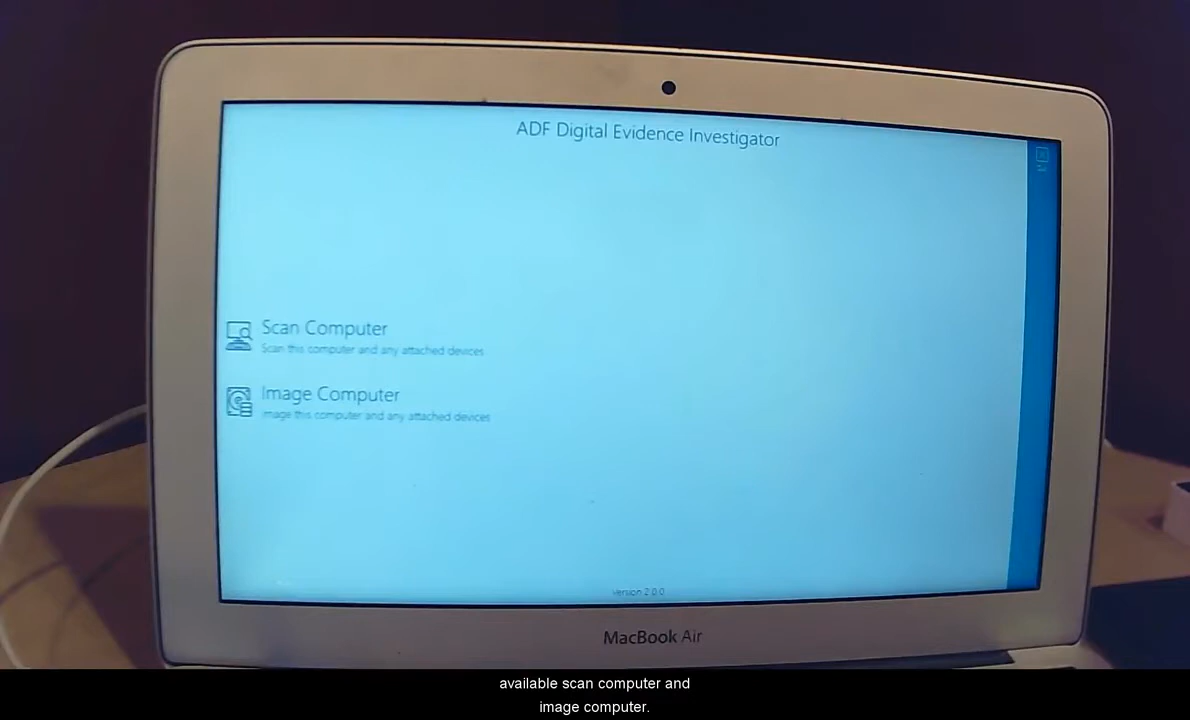 ADF Digital Evidence Investigator
Scan Computer
Scan this computer and any attached devices
Image Computer
Image this computer and any attached devices
Version 2.0.0
MacBook Air
available scan computer and
image computer.